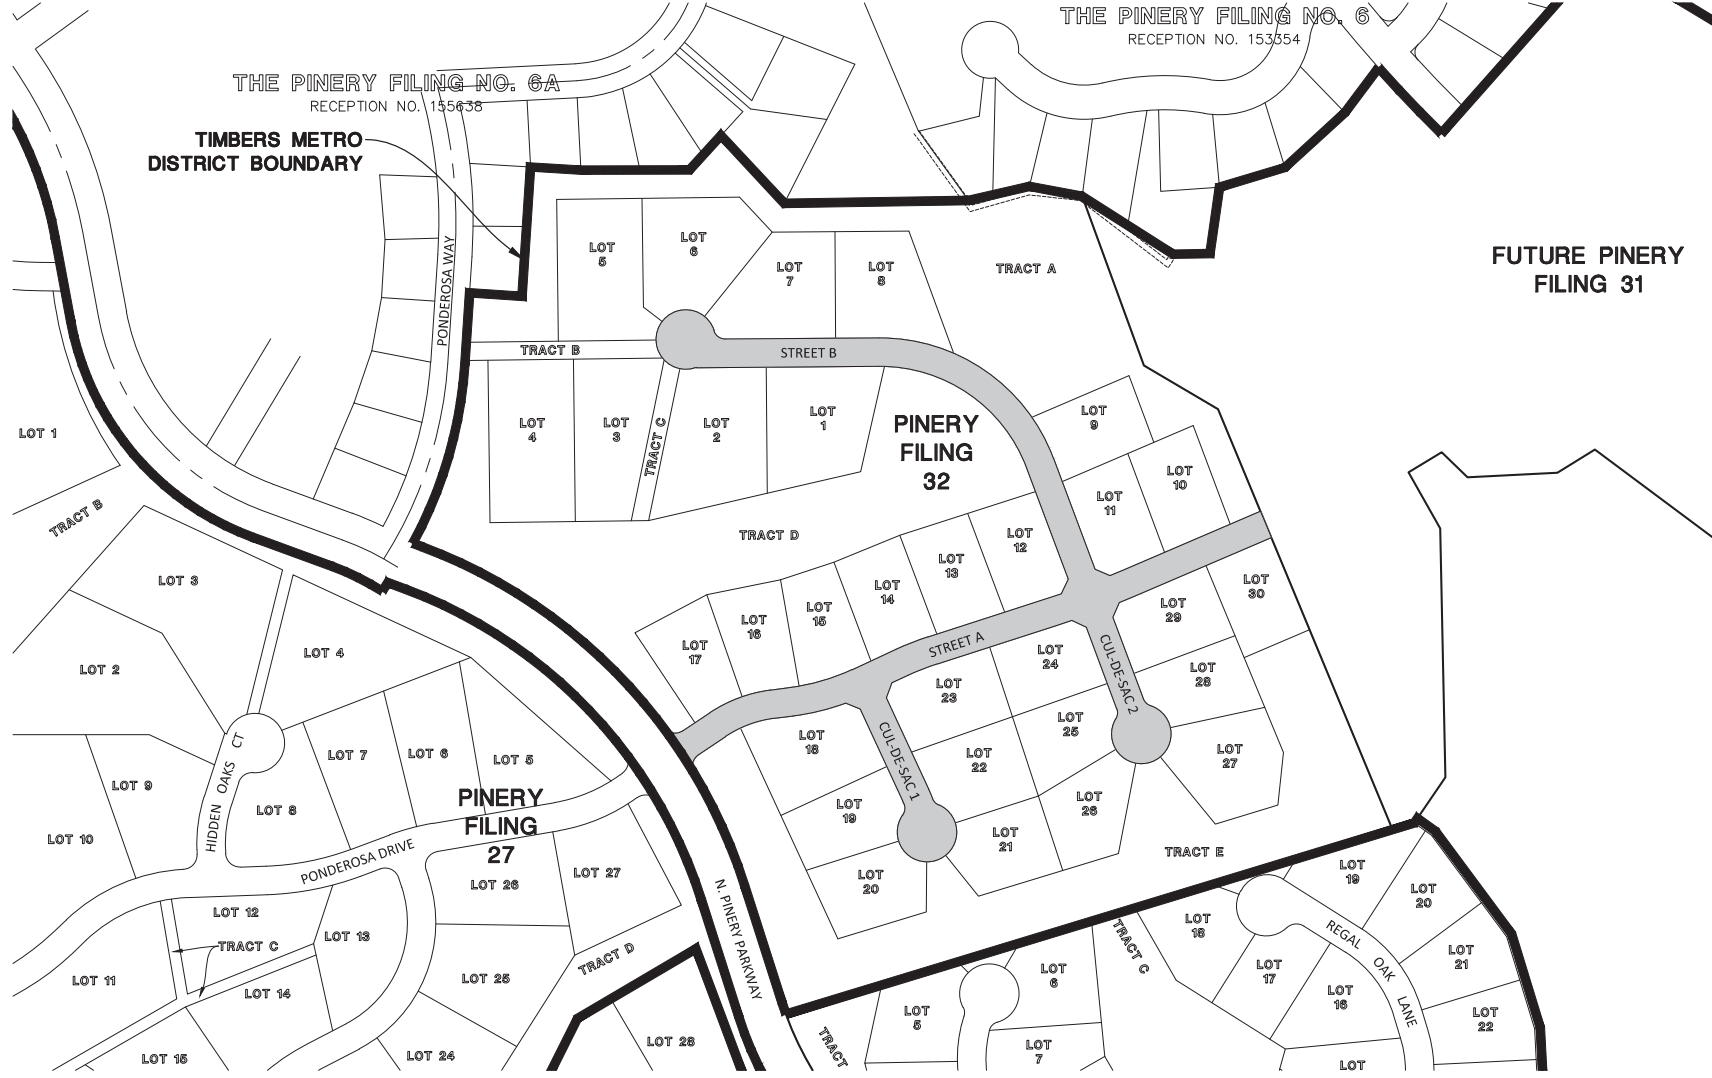 THE PINERY FILING NO. 6
RECEPTION NO. 153354
THE PINERY FILING NO. 6A
RECEPTION NO. 155638
TIMBERS METRO
DISTRICT BOUNDARY
FUTURE PINERY
FILING 31
PONDEROSA WAY
LOT
5
LOT
6
LOT
7
LOT
8
TRACT A
TRACT B
STREET B
LOT
4
LOT
3
TRACT C
LOT
2
LOT
1
PINERY
FILING
32
LOT
9
LOT
10
LOT
11
LOT
12
LOT
13
LOT
14
LOT
15
LOT
16
LOT
17
TRACT D
STREET A
LOT
18
LOT
19
LOT
20
CUL-DE-SAC 1
LOT
21
LOT
22
LOT
23
LOT
24
LOT
25
LOT
26
CUL-DE-SAC 2
LOT
27
LOT
28
LOT
29
LOT
30
TRACT E
LOT 1
TRACT B
LOT 3
LOT 2
LOT 4
HIDDEN OAKS CT
LOT 7
LOT 6
LOT 5
LOT 9
LOT 8
LOT 10
PINERY
FILING
27
PONDEROSA DRIVE
LOT 26
LOT 27
LOT 12
LOT 13
TRACT C
LOT 11
LOT 14
LOT 25
TRACT D
LOT 15
LOT 24
LOT 28
N. PINERY PARKWAY
TRACT
LOT
5
LOT
6
LOT
7
TRACT C
LOT
18
LOT
19
LOT
20
REGAL OAK LANE
LOT
17
LOT
16
LOT
21
LOT
22
LOT